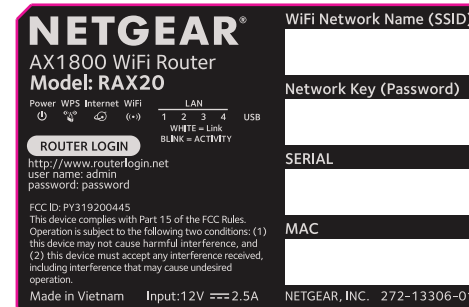 NETGEAR®
AX1800 WiFi Router
Model: RAX20
Power WPS Internet WiFi LAN
1 2 3 4 USB
WHITE = Link
BLINK = ACTIVITY
ROUTER LOGIN
http://www.routerlogin.net
user name: admin
password: password
FCC ID: PY319200445
This device complies with Part 15 of the FCC Rules.
Operation is subject to the following two conditions: (1)
this device may not cause harmful interference, and
(2) this device must accept any interference received,
including interference that may cause undesired
operation.
Made in Vietnam Input:12V ⎓ 2.5A
WiFi Network Name (SSID)
Network Key (Password)
SERIAL
MAC
NETGEAR, INC. 272-13306-0